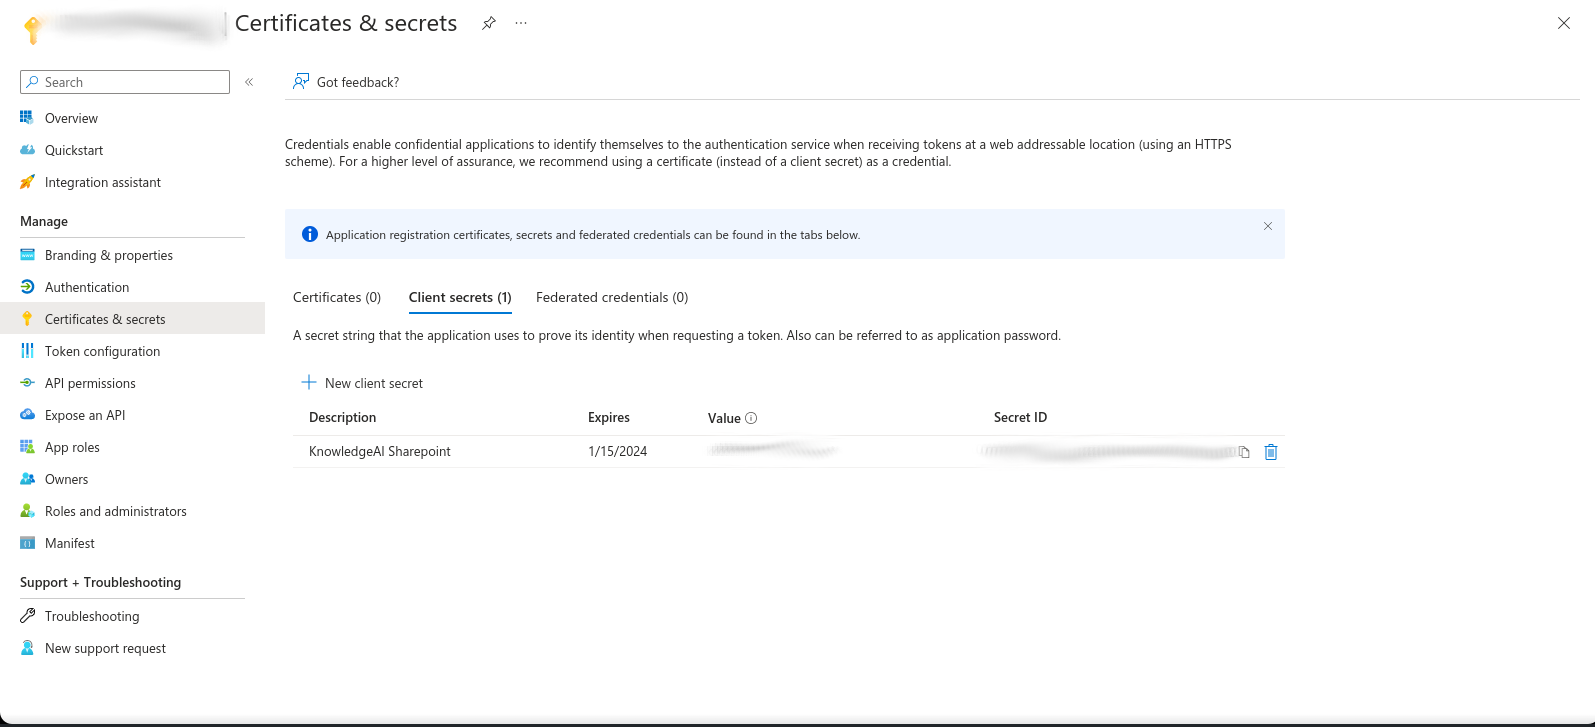 Certificates & secrets
Search
Got feedback?
Overview
Quickstart
Integration assistant
Manage
Branding & properties
Authentication
Certificates & secrets
Token configuration
API permissions
Expose an API
App roles
Owners
Roles and administrators
Manifest
Support + Troubleshooting
Troubleshooting
New support request
Credentials enable confidential applications to identify themselves to the authentication service when receiving tokens at a web addressable location (using an HTTPS
scheme). For a higher level of assurance, we recommend using a certificate (instead of a client secret) as a credential.
Application registration certificates, secrets and federated credentials can be found in the tabs below.
Certificates (0) Client secrets (1) Federated credentials (0)
A secret string that the application uses to prove its identity when requesting a token. Also can be referred to as application password.
New client secret
Description Expires Value Secret ID
KnowledgeAI Sharepoint 1/15/2024